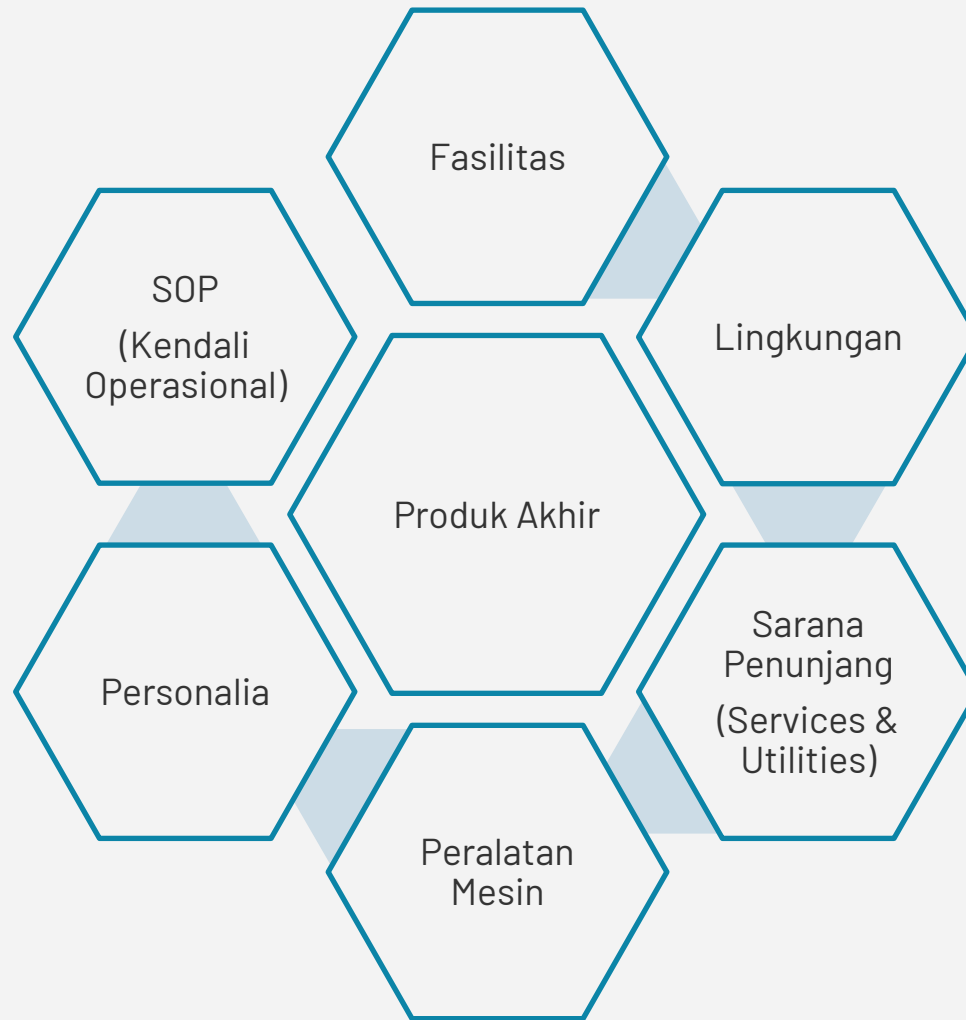 Fasilitas
SOP
(Kendali
Operasional)
Lingkungan
Produk Akhir
Personalia
Sarana
Penunjang
(Services &
Utilities)
Peralatan
Mesin